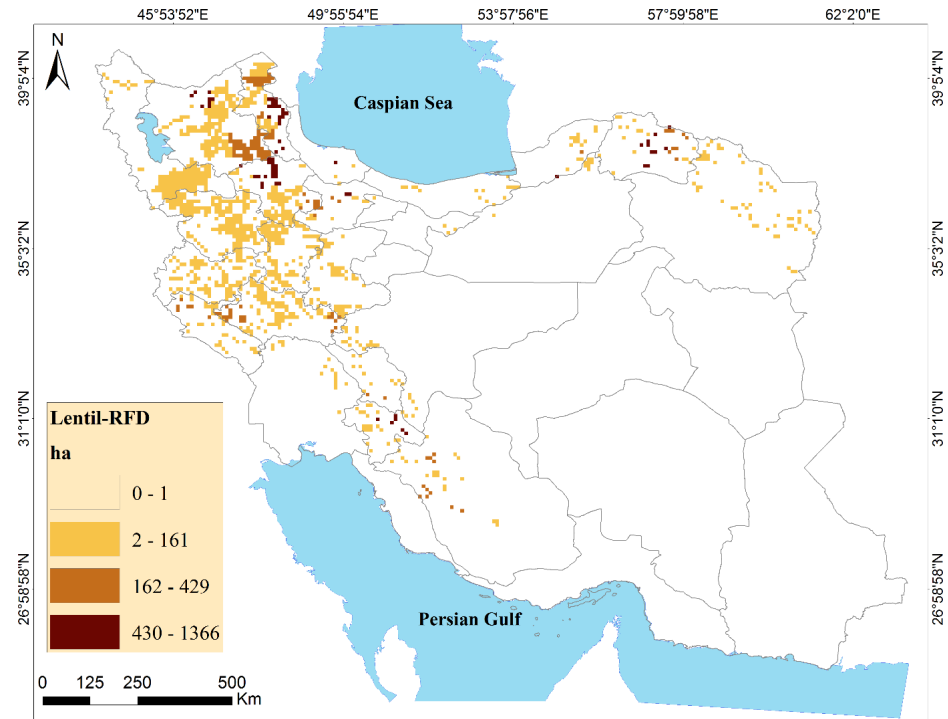 45°53'52"E 49°55'54"E 53°57'56"E 57°59'58"E 62°2'0"E
N
39°5'4"N
39°5'4"N
Caspian Sea
35°3'2"N
35°3'2"N
31°1'0"N
31°1'0"N
Lentil-RFD
ha
0 - 1
2 - 161
162 - 429
430 - 1366
26°58'58"N
26°58'58"N
Persian Gulf
0 125 250 500
Km